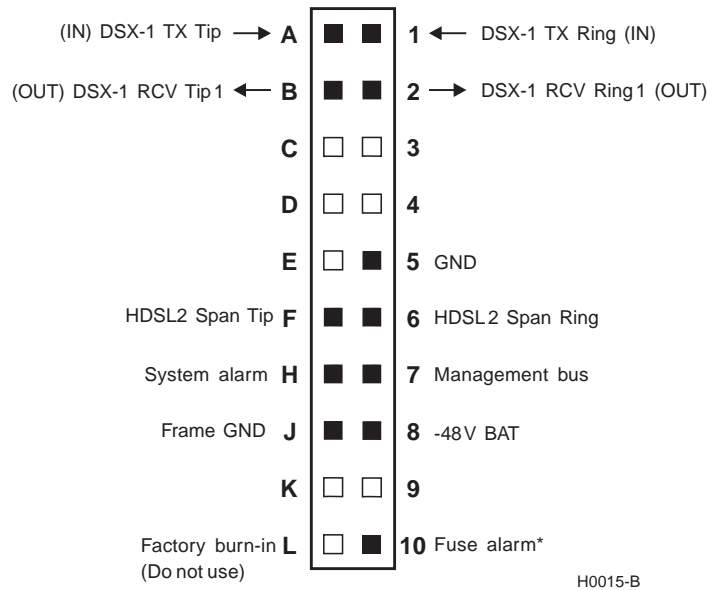 (IN) DSX-1 TX Tip A 1 DSX-1 TX Ring (IN)
(OUT) DSX-1 RCV Tip 1 B 2 DSX-1 RCV Ring 1 (OUT)
C 3
D 4
E 5 GND
HDSL2 Span Tip F 6 HDSL2 Span Ring
System alarm H 7 Management bus
Frame GND J 8 -48V BAT
K 9
Factory burn-in L 10 Fuse alarm*
(Do not use)
H0015-B